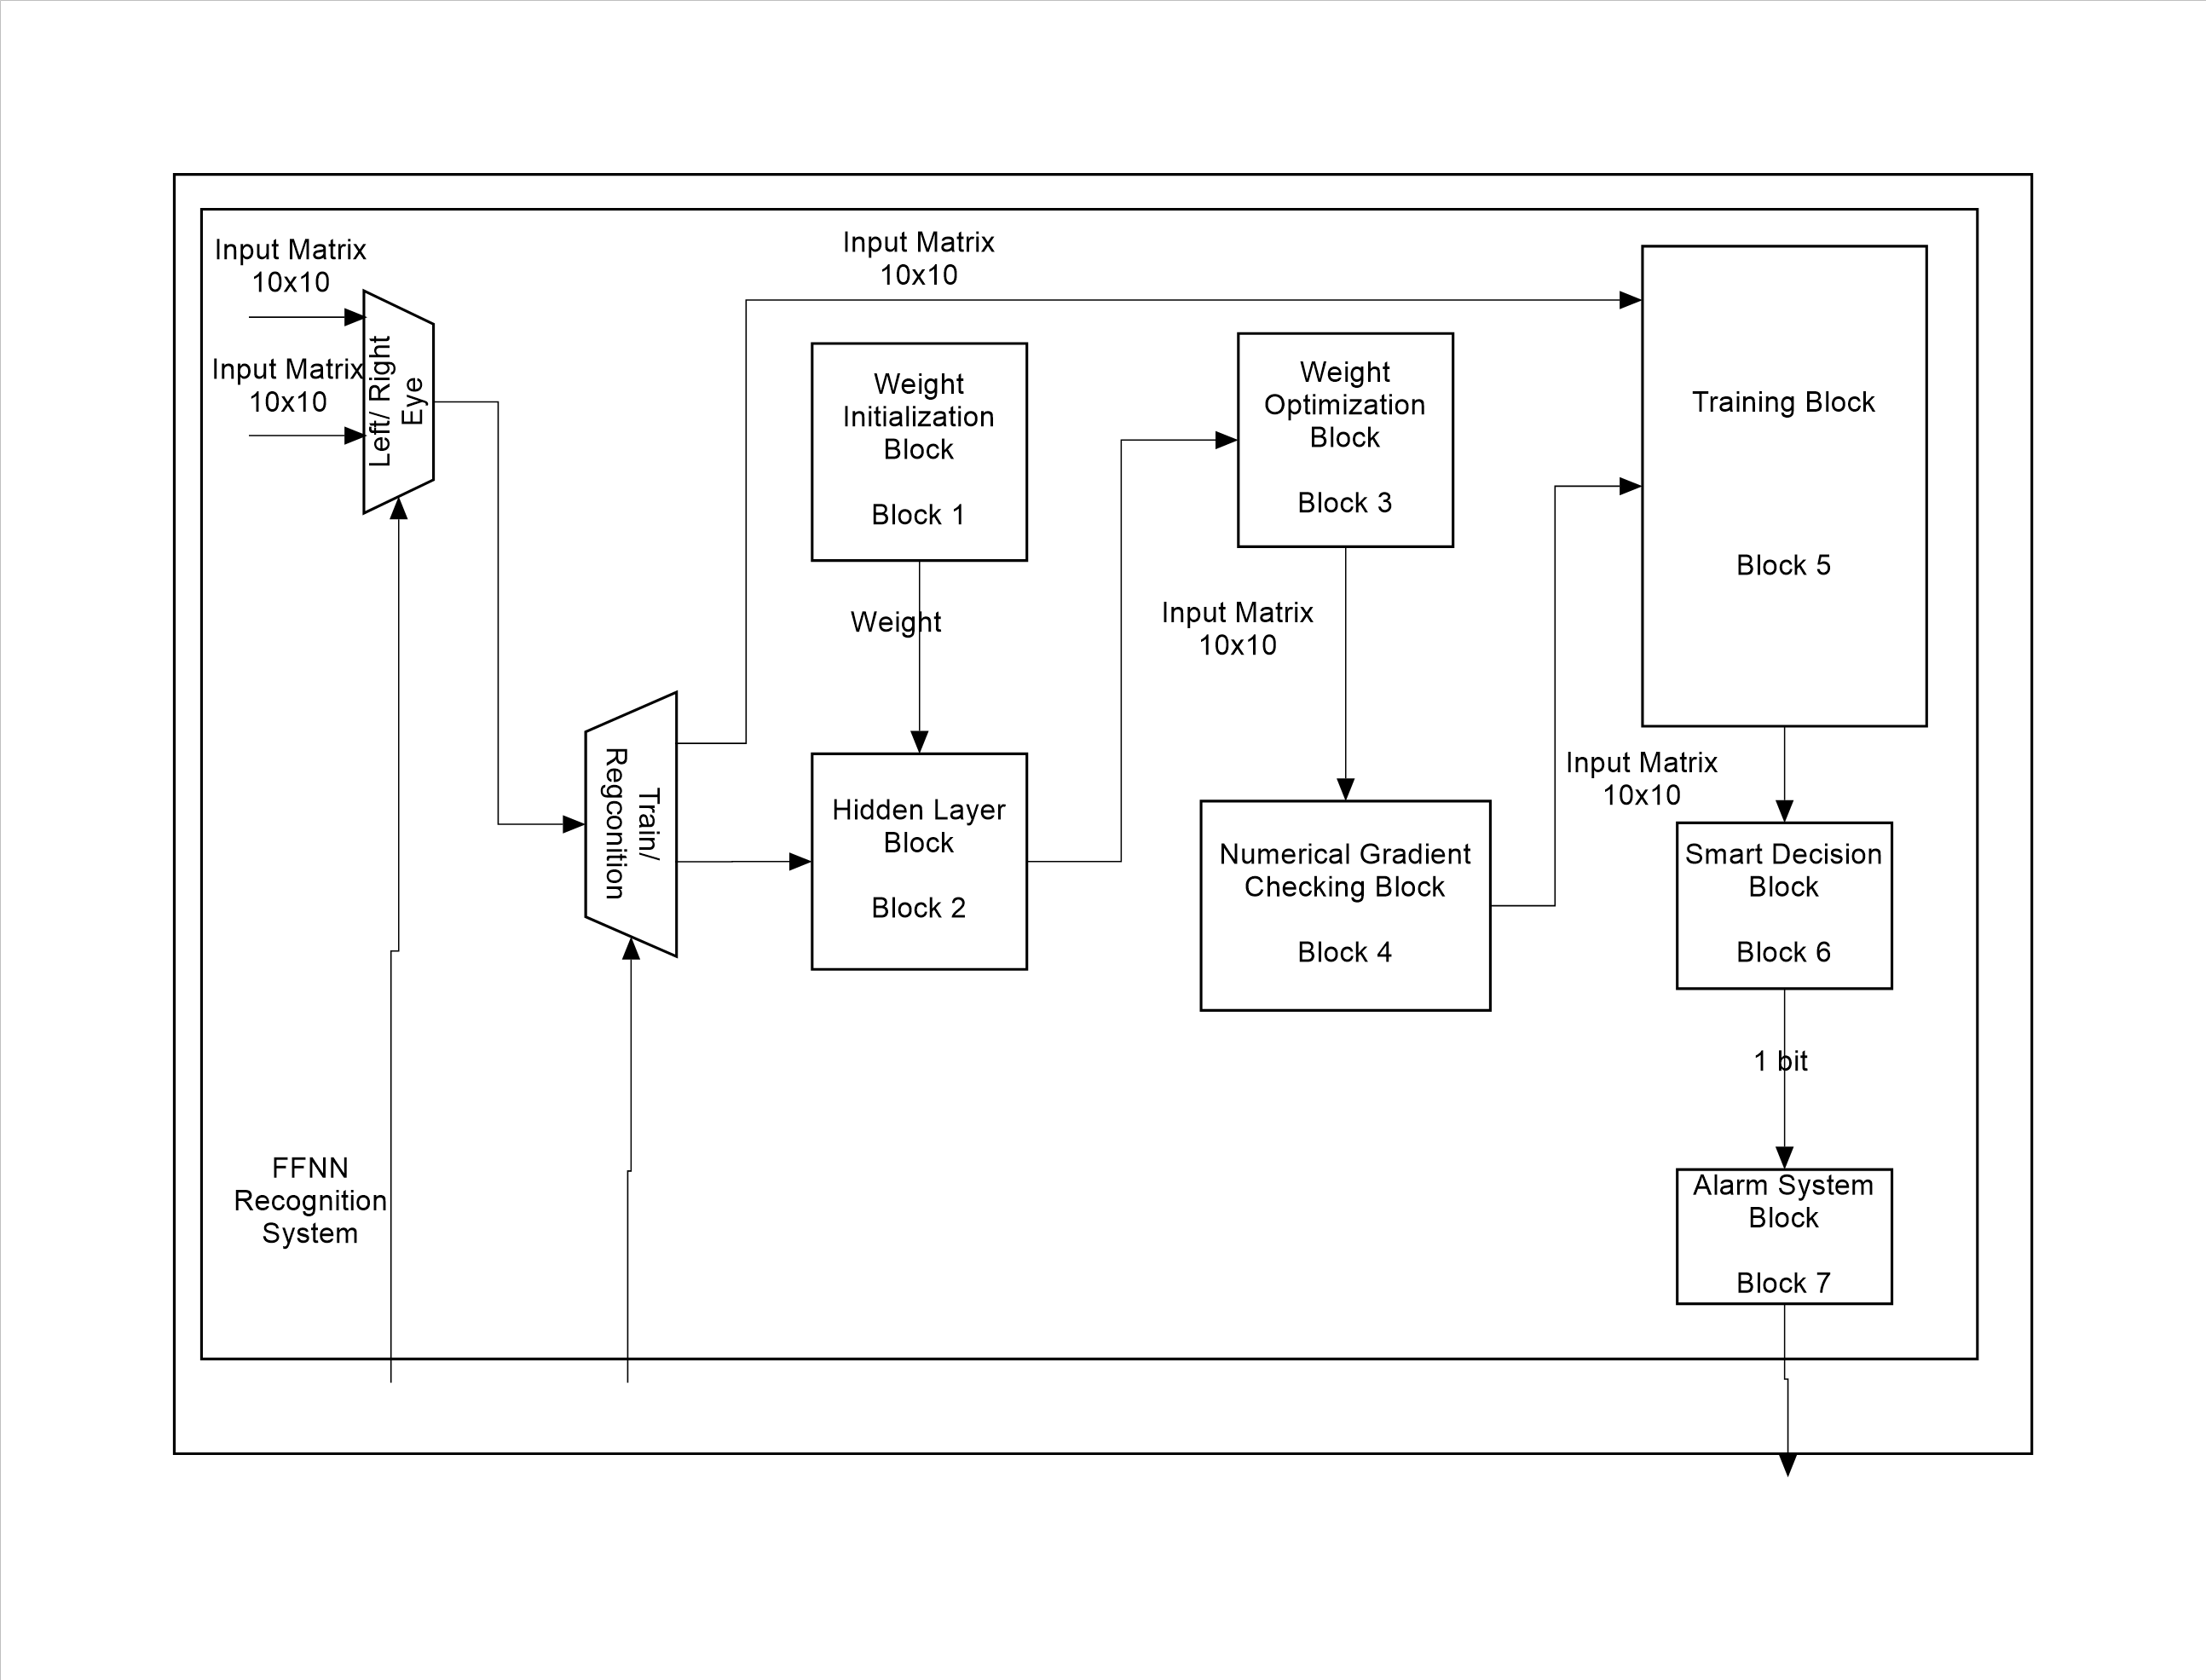 Input Matrix
10x10
Input Matrix
10x10
Left/ Right
Eye
Input Matrix
10x10
Weight
Initialization
Block
Block 1
Weight
Optimization
Block
Block 3
Training Block
Block 5
Weight
Input Matrix
10x10
Train/
Regconition
Hidden Layer
Block
Block 2
Numerical Gradient
Checking Block
Block 4
Input Matrix
10x10
Smart Decision
Block
Block 6
1 bit
FFNN
Recognition
System
Alarm System
Block
Block 7